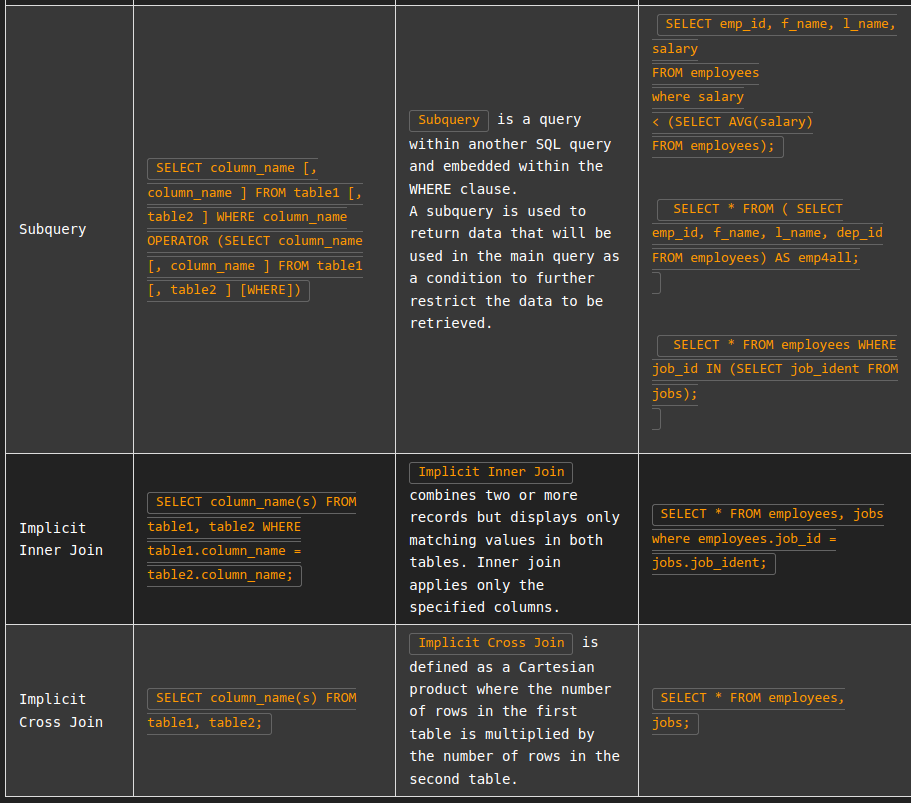 Subquery
SELECT column_name [,
column_name ] FROM table1 [,
table2 ] WHERE column_name
OPERATOR (SELECT column_name
[, column_name ] FROM table1
[, table2 ] [WHERE])
Subquery is a query
within another SQL query
and embedded within the
WHERE clause.
A subquery is used to
return data that will be
used in the main query as
a condition to further
restrict the data to be
retrieved.
SELECT emp_id, f_name, l_name,
salary
FROM employees
where salary
< (SELECT AVG(salary)
FROM employees);
SELECT * FROM ( SELECT
emp_id, f_name, l_name, dep_id
FROM employees) AS emp4all;
SELECT * FROM employees WHERE
job_id IN (SELECT job_ident FROM
jobs);
Implicit
Inner Join
SELECT column_name(s) FROM
table1, table2 WHERE
table1.column_name =
table2.column_name;
Implicit Inner Join
combines two or more
records but displays only
matching values in both
tables. Inner join
applies only the
specified columns.
SELECT * FROM employees, jobs
where employees.job_id =
jobs.job_ident;
Implicit
Cross Join
SELECT column_name(s) FROM
table1, table2;
Implicit Cross Join is
defined as a Cartesian
product where the number
of rows in the first
table is multiplied by
the number of rows in the
second table.
SELECT * FROM employees,
jobs;